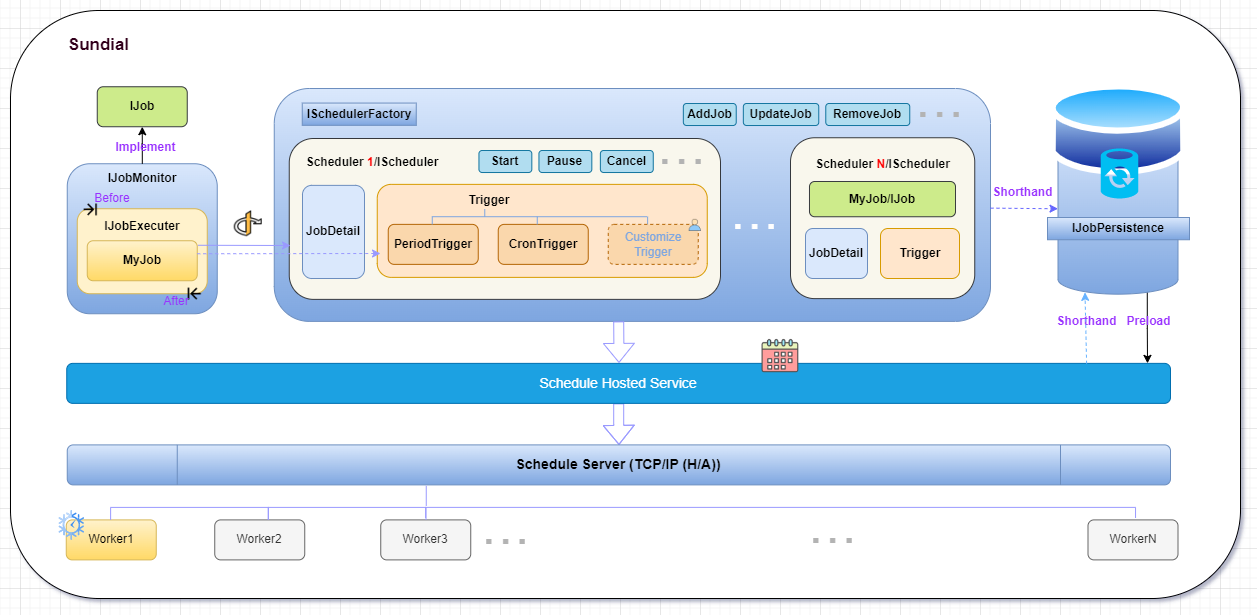 Sundial
IJob
Implement
IJobMonitor
Before
IJobExecuter
MyJob
After
ISchedulerFactory
AddJob
UpdateJob
RemoveJob
Scheduler 1/IScheduler
Start
Pause
Cancel
JobDetail
Trigger
PeriodTrigger
CronTrigger
Customize
Trigger
Scheduler N/IScheduler
MyJob/IJob
JobDetail
Trigger
Shorthand
IJobPersistence
Shorthand
Preload
Schedule Hosted Service
Schedule Server (TCP/IP (H/A))
Worker1
Worker2
Worker3
WorkerN